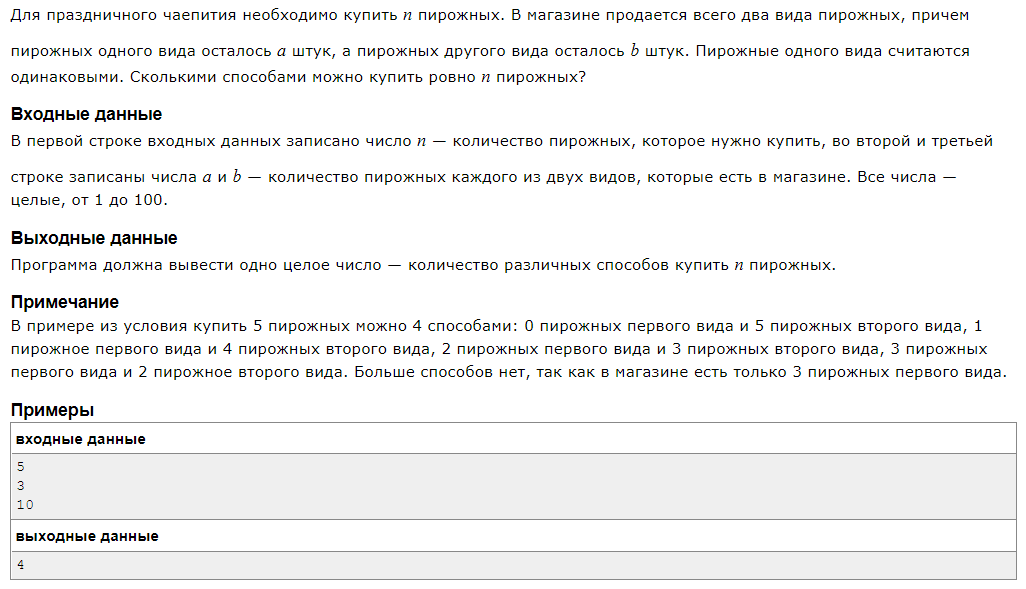 Для праздничного чаепития необходимо купить n пирожных. В магазине продается всего два вида пирожных, причем
пирожных одного вида осталось a штук, а пирожных другого вида осталось b штук. Пирожные одного вида считаются
одинаковыми. Сколькими способами можно купить ровно n пирожных?
Входные данные
В первой строке входных данных записано число n — количество пирожных, которое нужно купить, во второй и третьей
строке записаны числа a и b — количество пирожных каждого из двух видов, которые есть в магазине. Все числа —
целые, от 1 до 100.
Выходные данные
Программа должна вывести одно целое число — количество различных способов купить n пирожных.
Примечание
В примере из условия купить 5 пирожных можно 4 способами: 0 пирожных первого вида и 5 пирожных второго вида, 1
пирожное первого вида и 4 пирожных второго вида, 2 пирожных первого вида и 3 пирожных второго вида, 3 пирожных
первого вида и 2 пирожное второго вида. Больше способов нет, так как в магазине есть только 3 пирожных первого вида.
Примеры
входные данные
5
3
10
выходные данные
4